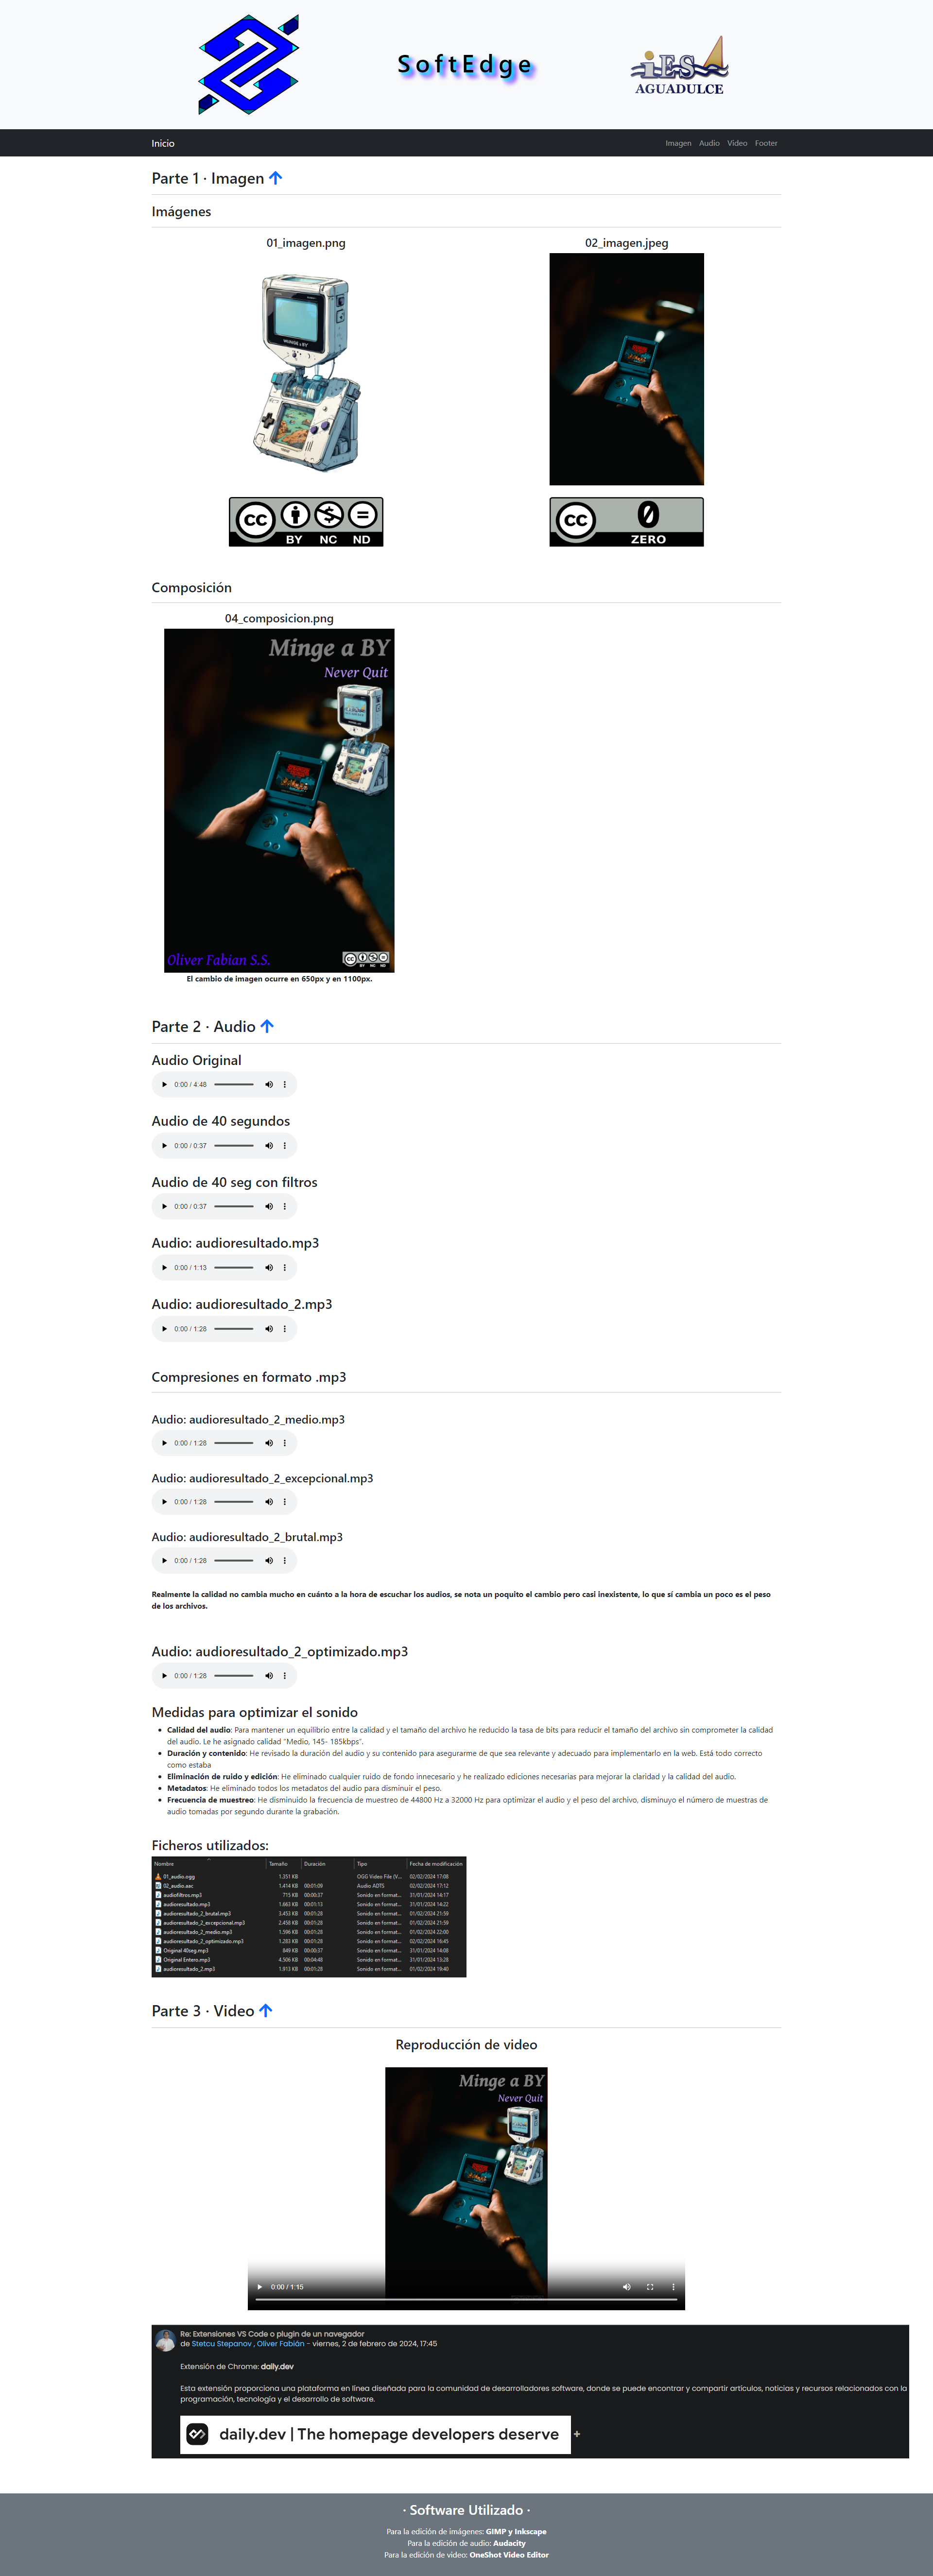 SoftEdge
iES
AGUADULCE
Inicio
Imagen Audio Video Footer
Parte 1 · Imagen
Imágenes
01_imagen.png
02_imagen.jpeg
CC BY NC ND
CC 0 ZERO
Composición
04_composicion.png
Minge a BY
Never Quit
Oliver Fabian S.S.
CC BY NC ND
El cambio de imagen ocurre en 650px y en 1100px.
Parte 2 · Audio
Audio Original
0:00 / 4:48
Audio de 40 segundos
0:00 / 0:37
Audio de 40 seg con filtros
0:00 / 0:37
Audio: audioresultado.mp3
0:00 / 1:13
Audio: audioresultado_2.mp3
0:00 / 1:28
Compresiones en formato .mp3
Audio: audioresultado_2_medio.mp3
0:00 / 1:28
Audio: audioresultado_2_excepcional.mp3
0:00 / 1:28
Audio: audioresultado_2_brutal.mp3
0:00 / 1:28
Realmente la calidad no cambia mucho en cuánto a la hora de escuchar los audios, se nota un poquito el cambio pero casi inexistente, lo que sí cambia un poco es el peso
de los archivos.
Audio: audioresultado_2_optimizado.mp3
0:00 / 1:28
Medidas para optimizar el sonido
Calidad del audio: Para mantener un equilibrio entre la calidad y el tamaño del archivo he reducido la tasa de bits para reducir el tamaño del archivo sin comprometer la calidad
del audio. Le he asignado calidad “Medio, 145- 185kbps”.
Duración y contenido: He revisado la duración del audio y su contenido para asegurarme de que sea relevante y adecuado para implementarlo en la web. Está todo correcto
como estaba
Eliminación de ruido y edición: He eliminado cualquier ruido de fondo innecesario y he realizado ediciones necesarias para mejorar la claridad y la calidad del audio.
Metadatos: He eliminado todos los metadatos del audio para disminuir el peso.
Frecuencia de muestreo: He disminuido la frecuencia de muestreo de 44800 Hz a 32000 Hz para optimizar el audio y el peso del archivo, disminuyo el número de muestras de
audio tomadas por segundo durante la grabación.
Ficheros utilizados:
Nombre Tamaño Duración Tipo Fecha de modificación
01_audio.ogg 1.351 KB OGG Video File (V... 02/02/2024 17:08
02_audio.aac 1.414 KB 00:01:09 Audio ADTS 02/02/2024 17:12
audiofiltros.mp3 715 KB 00:00:37 Sonido en format... 31/01/2024 14:17
audioresultado.mp3 1.663 KB 00:01:13 Sonido en format... 31/01/2024 14:22
audioresultado_2_brutal.mp3 3.453 KB 00:01:28 Sonido en format... 01/02/2024 21:59
audioresultado_2_excepcional.mp3 2.458 KB 00:01:28 Sonido en format... 01/02/2024 21:59
audioresultado_2_medio.mp3 1.596 KB 00:01:28 Sonido en format... 01/02/2024 22:00
audioresultado_2_optimizado.mp3 1.283 KB 00:01:28 Sonido en format... 02/02/2024 16:45
Original 40seg.mp3 849 KB 00:00:37 Sonido en format... 31/01/2024 14:08
Original Entero.mp3 4.506 KB 00:04:48 Sonido en format... 31/01/2024 13:28
audioresultado_2.mp3 1.813 KB 00:01:28 Sonido en format... 01/02/2024 19:40
Parte 3 · Video
Reproducción de video
Minge a BY
Never Quit
0:00 / 1:15
Re: Extensiones VS Code o plugin de un navegador
de Stetcu Stepanov , Oliver Fabián - viernes, 2 de febrero de 2024, 17:45
Extensión de Chrome: daily.dev
Esta extensión proporciona una plataforma en línea diseñada para la comunidad de desarrolladores software, donde se puede encontrar y compartir artículos, noticias y recursos relacionados con la
programación, tecnología y el desarrollo de software.
daily.dev | The homepage developers deserve +
· Software Utilizado ·
Para la edición de imágenes: GIMP y Inkscape
Para la edición de audio: Audacity
Para la edición de video: OneShot Video Editor